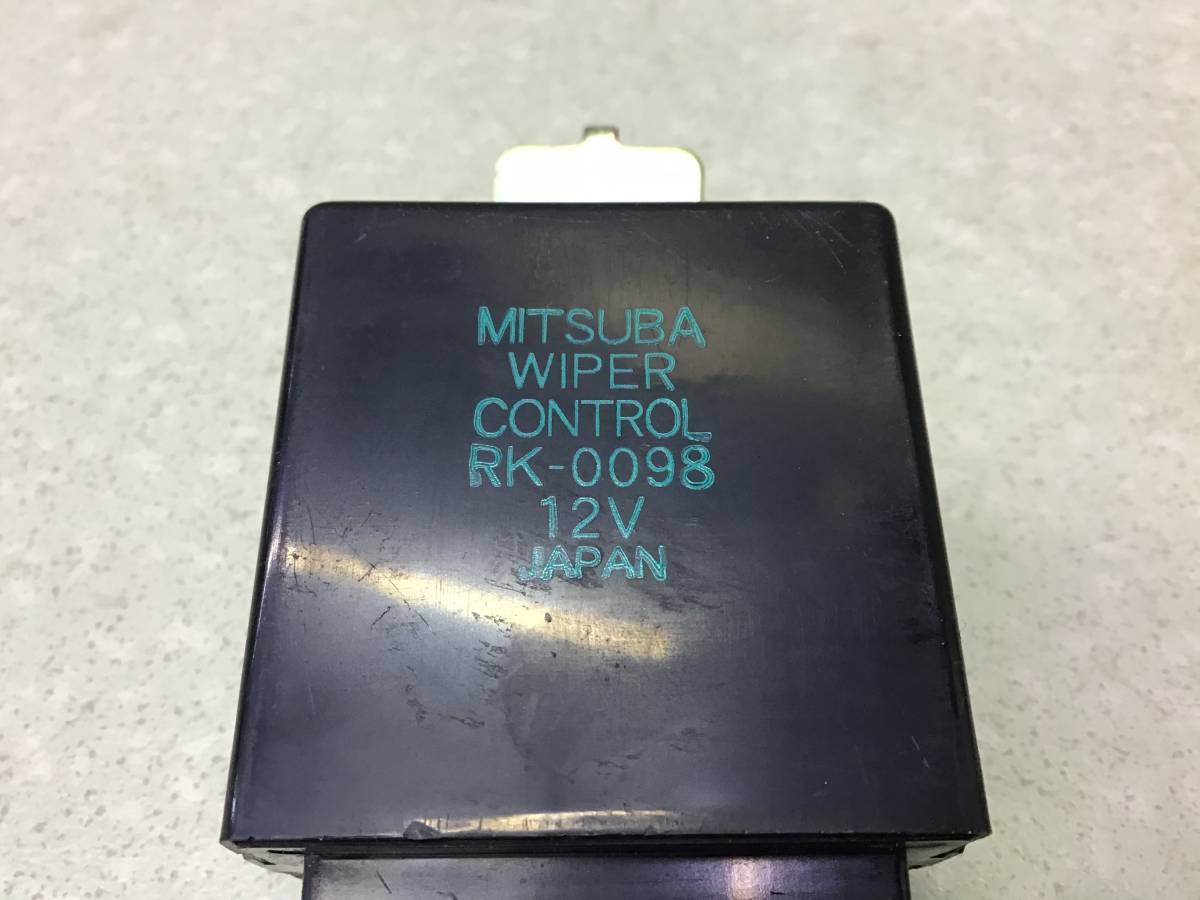 MITSUBA
WIPER
CONTROL
RK-0098
12V
JAPAN